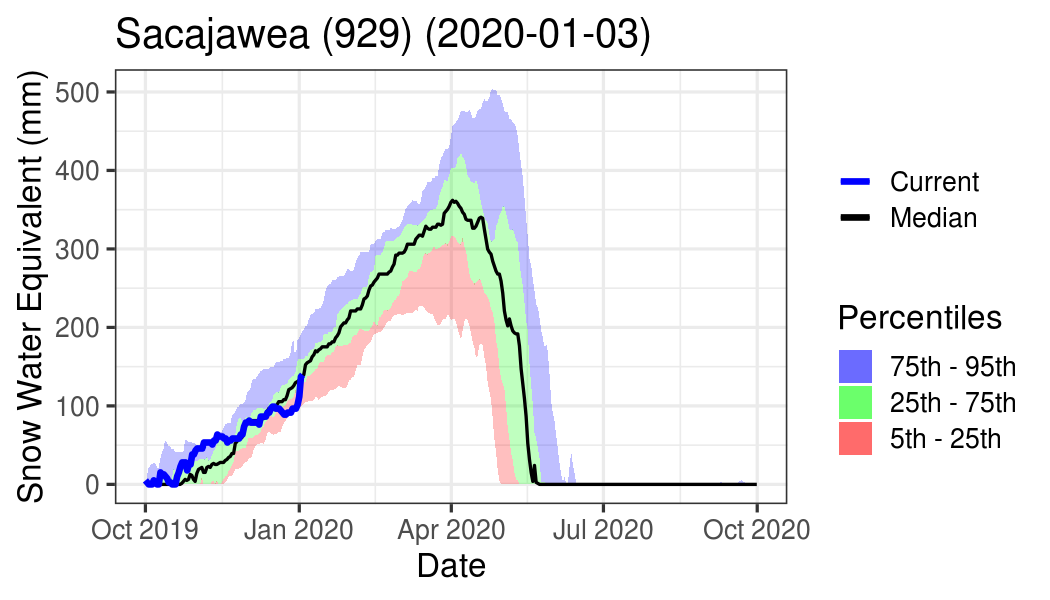 Sacajawea (929) (2020-01-03)
Snow Water Equivalent (mm)
500
400
300
200
100
0
Oct 2019
Jan 2020
Apr 2020
Jul 2020
Oct 2020
Date
Current
Median
Percentiles
75th - 95th
25th - 75th
5th - 25th